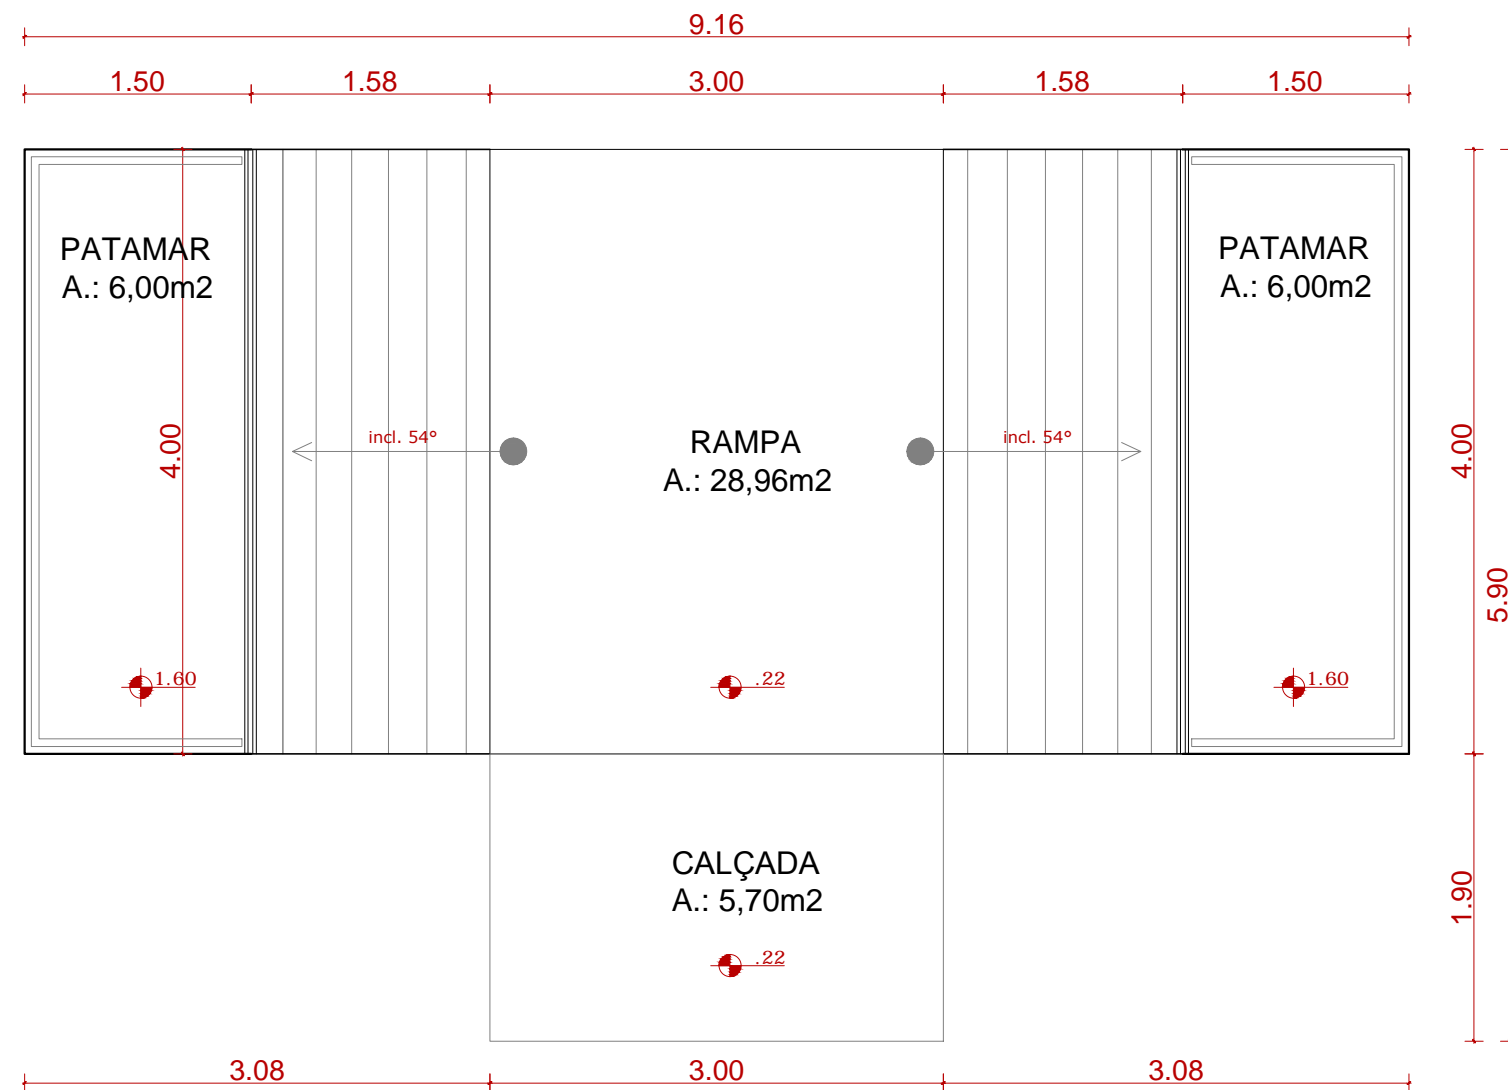 9.16
1.50
1.58
3.00
1.58
1.50
PATAMAR
A.: 6,00m2
PATAMAR
A.: 6,00m2
4.00
incl. 54°
RAMPA
A.: 28,96m2
incl. 54°
4.00
5.90
1.60
.22
1.60
CALÇADA
A.: 5,70m2
1.90
.22
3.08
3.00
3.08